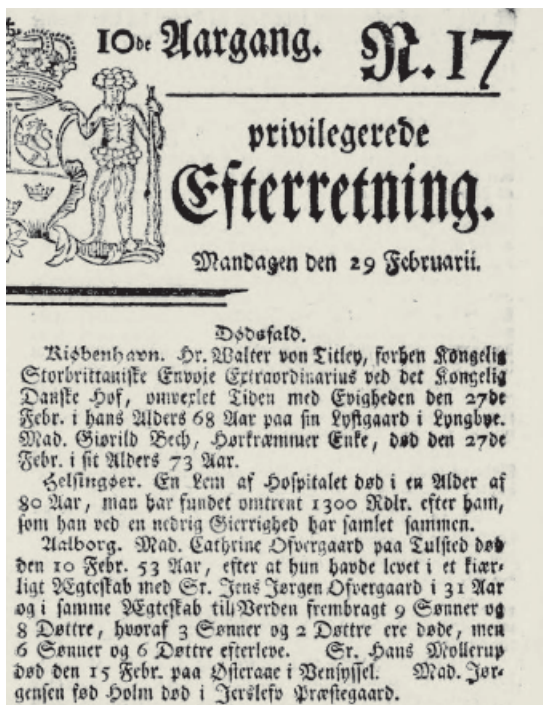 10de Aargang. N. 17
privilegerede
Efterretning.
Mandagen den 29 Februarii.
Dødsfald.
Kiøbenhavn. Hr. Walter von Titley, forhen Kongelig
Storbrittaniske Envoje Extraordinarius ved det Kongelig
Danske Hof, omvexlet Tiden med Evigheden den 27de
Febr. i hans Alders 68 Aar paa sin Lystgaard i Lyngbye.
Mad. Giørild Bech, Hørkræmmer Enke, død den 27de
Febr. i sit Alders 73 Aar.
Helsingøer. En Lem af Hospitalet død i en Alder af
80 Aar, man har fundet omtrent 1300 Rdlr. efter ham,
som han ved en nedrig Gierrighed har samlet sammen.
Aalborg. Mad. Cathrine Ofvergaard paa Tulsted død
den 10 Febr. 53 Aar, efter at hun havde levet i et kiær-
ligt Ægteskab med Sr. Jens Jørgen Ofvergaard i 31 Aar
og i samme Ægteskab til Verden frembragt 9 Sønner og
8 Døttre, hvoraf 3 Sønner og 2 Døttre ere døde, men
6 Sønner og 6 Døttre efterleve. Sr. Hans Mollerup
død den 15 Febr. paa Østeraae i Vensyssel. Mad. Jør-
gensen fød Holm død i Jerslefs Præstegaard.